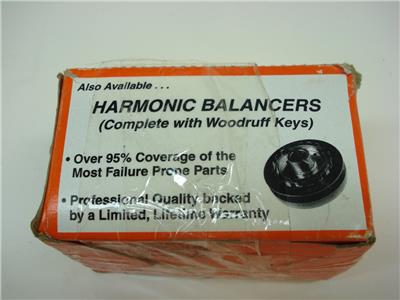 Also Available . . .
HARMONIC BALANCERS
(Complete with Woodruff Keys)
• Over 95% Coverage of the
Most Failure Prone Parts
• Professional Quality backed
by a Limited, Lifetime Warranty